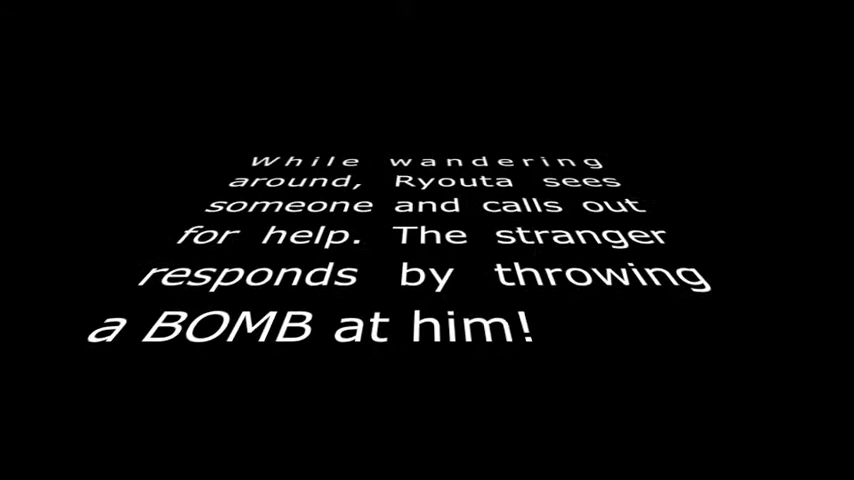 While wandering
around, Ryouta sees
someone and calls out
for help. The stranger
responds by throwing
a BOMB at him!